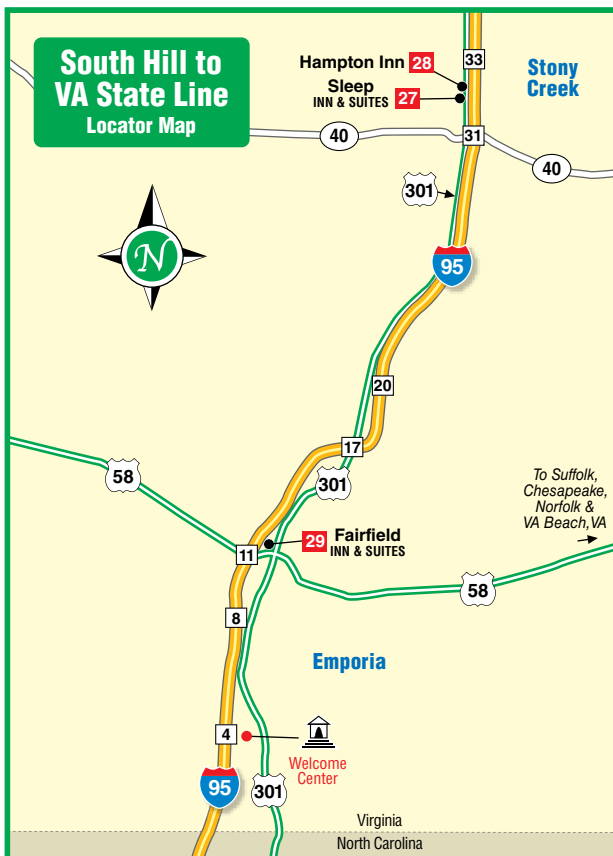 South Hill to
VA State Line
Locator Map
Hampton Inn 28
33
Stony
Creek
Sleep
INN & SUITES 27
40
31
40
301
N
95
20
17
58
301
To Suffolk,
Chesapeake,
Norfolk &
VA Beach,VA
29 Fairfield
INN & SUITES
11
58
8
Emporia
4
Welcome
Center
95
301
Virginia
North Carolina